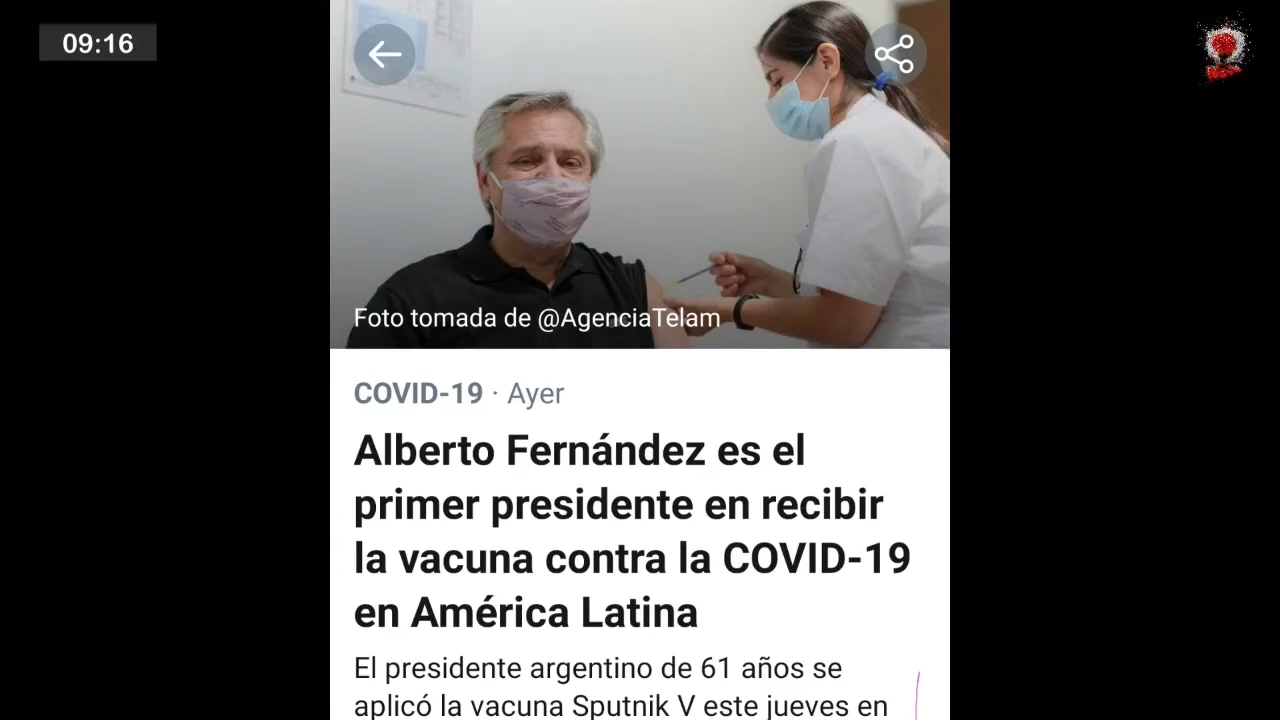 09:16
Foto tomada de @AgenciaTelam
COVID-19 · Ayer
Alberto Fernández es el
primer presidente en recibir
la vacuna contra la COVID-19
en América Latina
El presidente argentino de 61 años se
aplicó la vacuna Sputnik V este jueves en